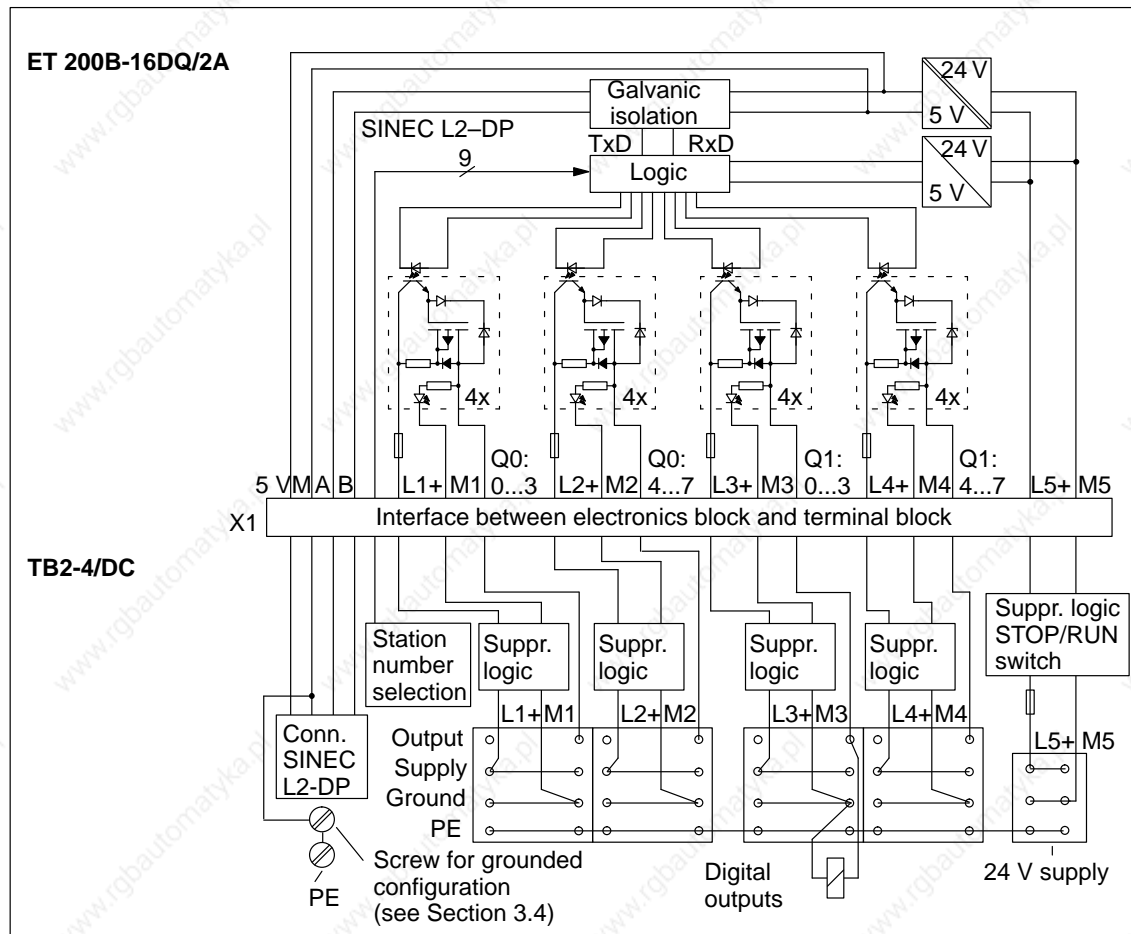 ET 200B-16DQ/2A
24 V
5 V
Galvanic
isolation
SINEC L2–DP
TxD RxD
9
Logic
24 V
5 V
4x 4x 4x 4x
Q0: Q0: Q1: Q1:
5 V M A B L1+ M1 0...3 L2+ M2 4...7 L3+ M3 0...3 L4+ M4 4...7 L5+ M5
X1 Interface between electronics block and terminal block
TB2-4/DC
Station
number
selection
Suppr.
logic
Suppr.
logic
Suppr.
logic
Suppr.
logic
Suppr. logic
STOP/RUN
switch
L1+ M1 L2+ M2 L3+ M3 L4+ M4
L5+ M5
Conn.
SINEC
L2-DP
Output
Supply
Ground
PE
PE
Screw for grounded
configuration
(see Section 3.4)
Digital
outputs
24 V supply
www.rgbautomatyka.pl